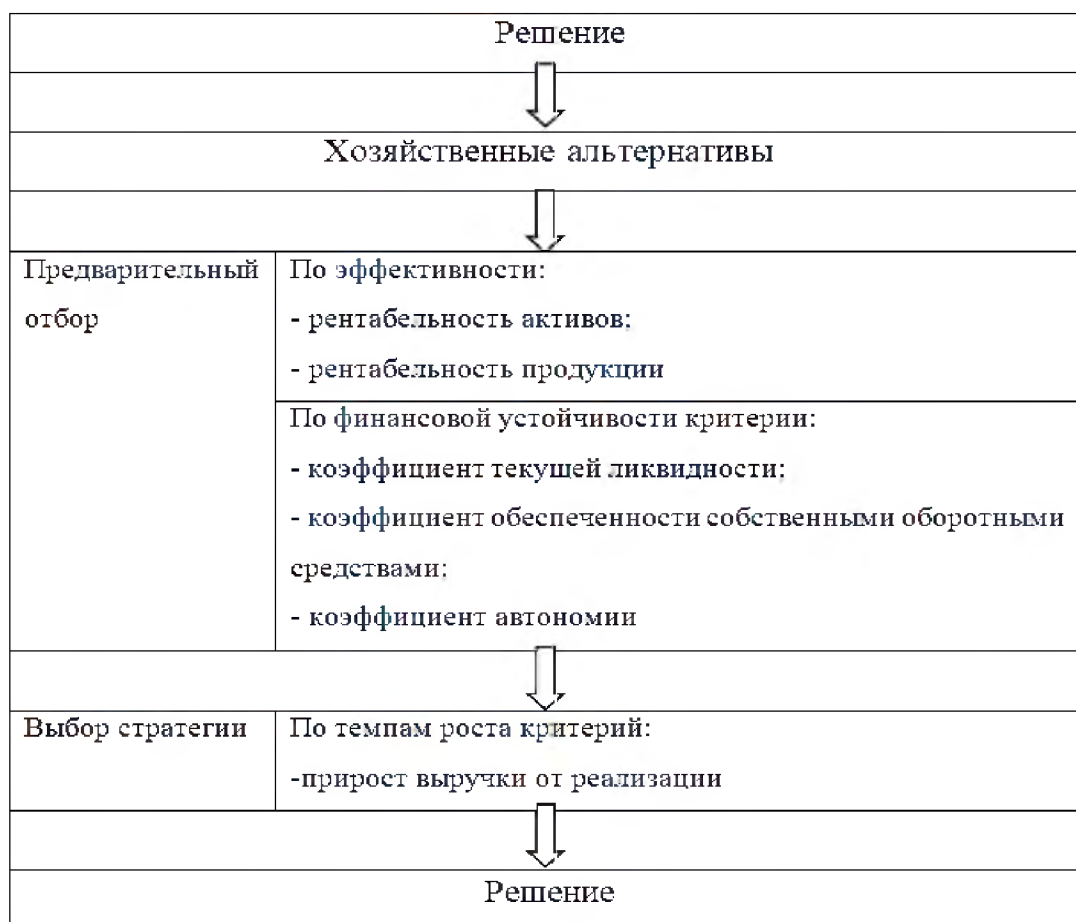 Решение
Хозяйственные альтернативы
Предварительный
отбор
По эффективности:
- рентабельность активов;
- рентабельность продукции
По финансовой устойчивости критерии:
- коэффициент текущей ликвидности;
- коэффициент обеспеченности собственными оборотными
средствами;
- коэффициент автономии
Выбор стратегии
По темпам роста критерий:
-прирост выручки от реализации
Решение